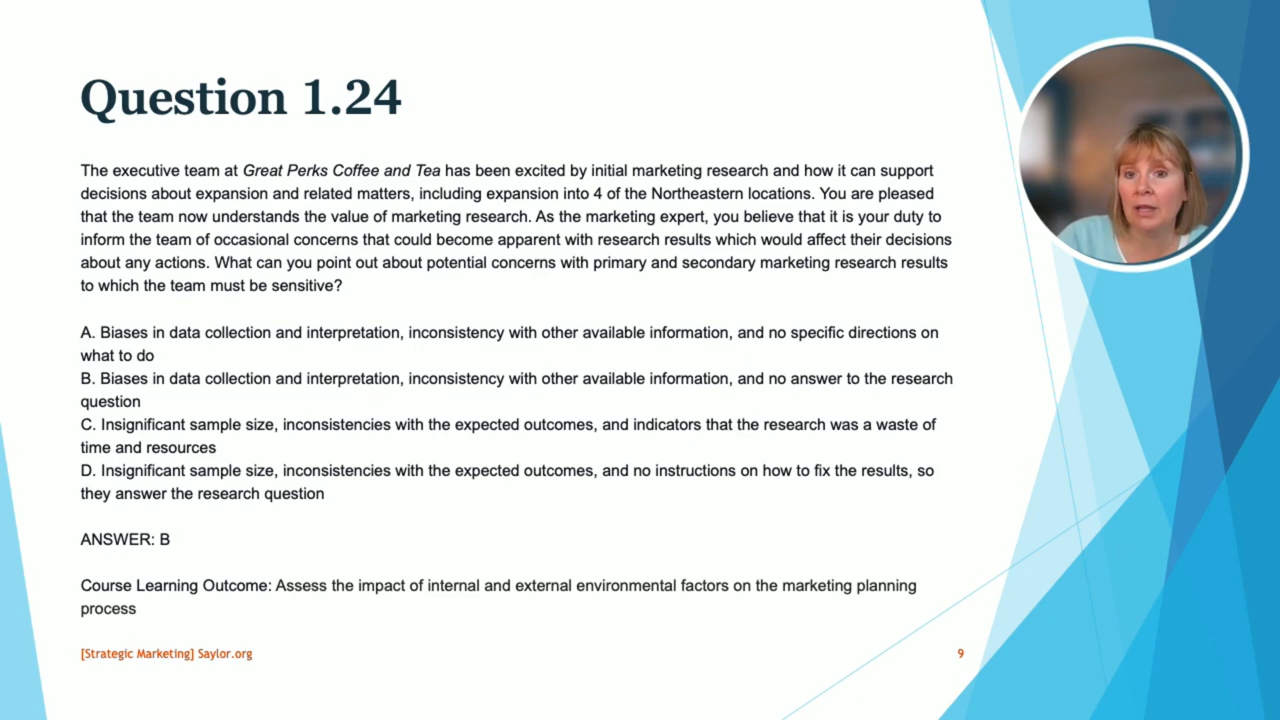 Question 1.24
The executive team at Great Perks Coffee and Tea has been excited by initial marketing research and how it can support
decisions about expansion and related matters, including expansion into 4 of the Northeastern locations. You are pleased
that the team now understands the value of marketing research. As the marketing expert, you believe that it is your duty to
inform the team of occasional concerns that could become apparent with research results which would affect their decisions
about any actions. What can you point out about potential concerns with primary and secondary marketing research results
to which the team must be sensitive?
A. Biases in data collection and interpretation, inconsistency with other available information, and no specific directions on
what to do
B. Biases in data collection and interpretation, inconsistency with other available information, and no answer to the research
question
C. Insignificant sample size, inconsistencies with the expected outcomes, and indicators that the research was a waste of
time and resources
D. Insignificant sample size, inconsistencies with the expected outcomes, and no instructions on how to fix the results, so
they answer the research question
ANSWER: B
Course Learning Outcome: Assess the impact of internal and external environmental factors on the marketing planning
process
[Strategic Marketing] Saylor.org
9